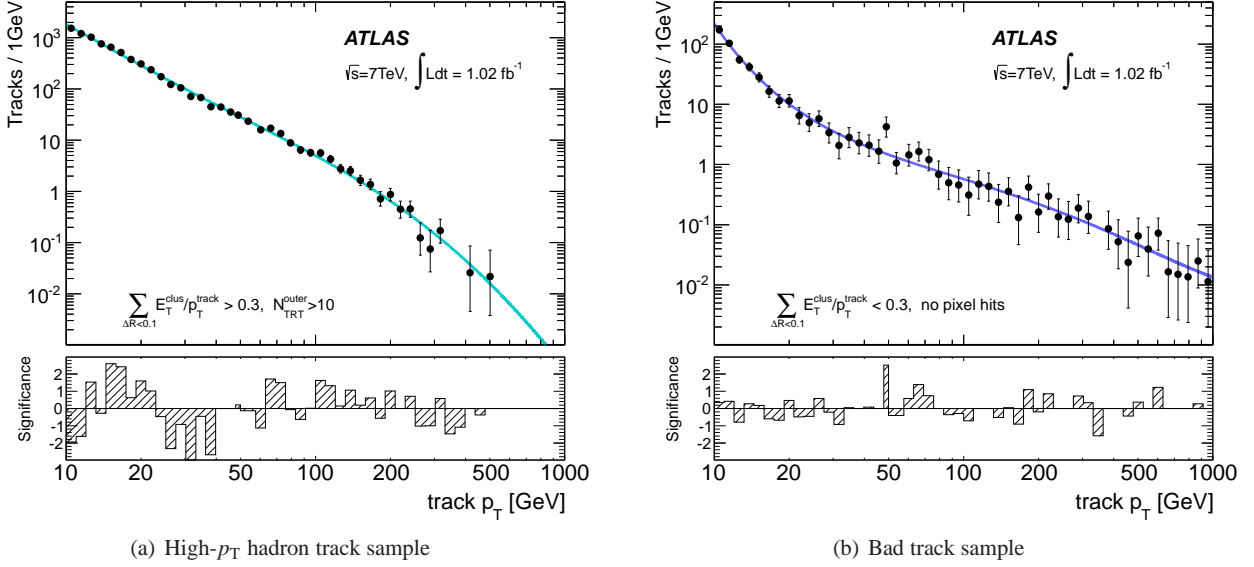 Tracks / 1GeV
10³
10²
10
1
10⁻¹
10⁻²
ATLAS
√s=7TeV, ∫Ldt = 1.02 fb⁻¹
∑ E_T^clus/p_T^track > 0.3, N_TRT^outer>10
ΔR<0.1
Significance
2
1
0
-1
-2
10 20 50 100 200 500 1000
track p_T [GeV]
(a) High-p_T hadron track sample
Tracks / 1GeV
10²
10
1
10⁻¹
10⁻²
ATLAS
√s=7TeV, ∫Ldt = 1.02 fb⁻¹
∑ E_T^clus/p_T^track < 0.3, no pixel hits
ΔR<0.1
Significance
2
1
0
-1
-2
10 20 50 100 200 500 1000
track p_T [GeV]
(b) Bad track sample